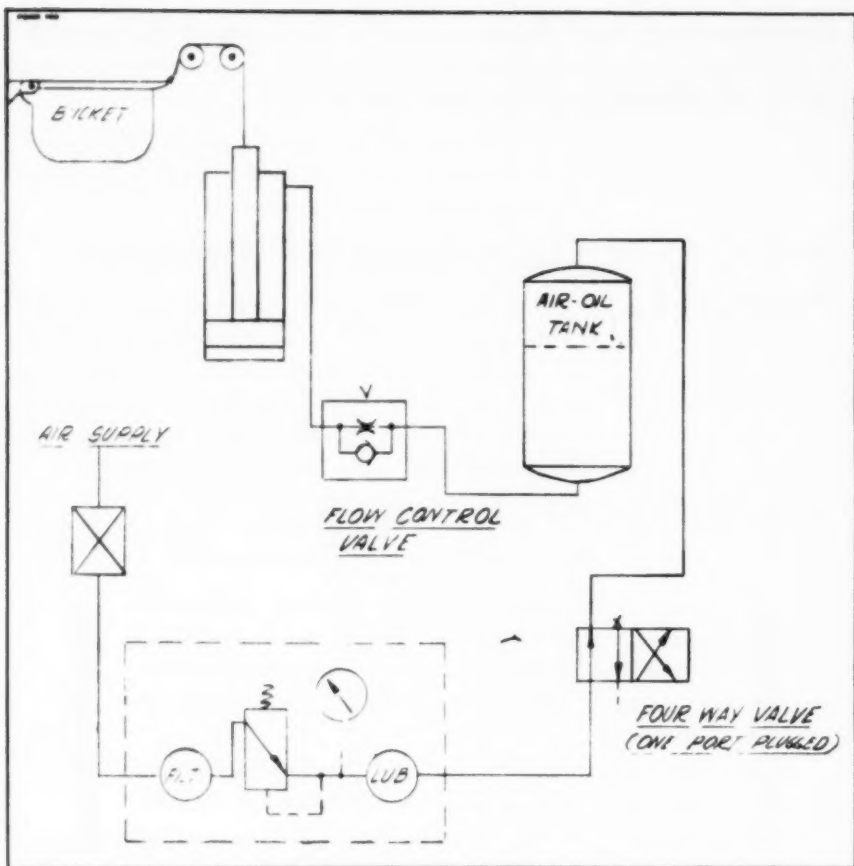 BUCKET
AIR-OIL
TANK
AIR SUPPLY
FLOW CONTROL
VALVE
FILT
LUB
FOUR WAY VALVE
(ONE PORT PLUGGED)